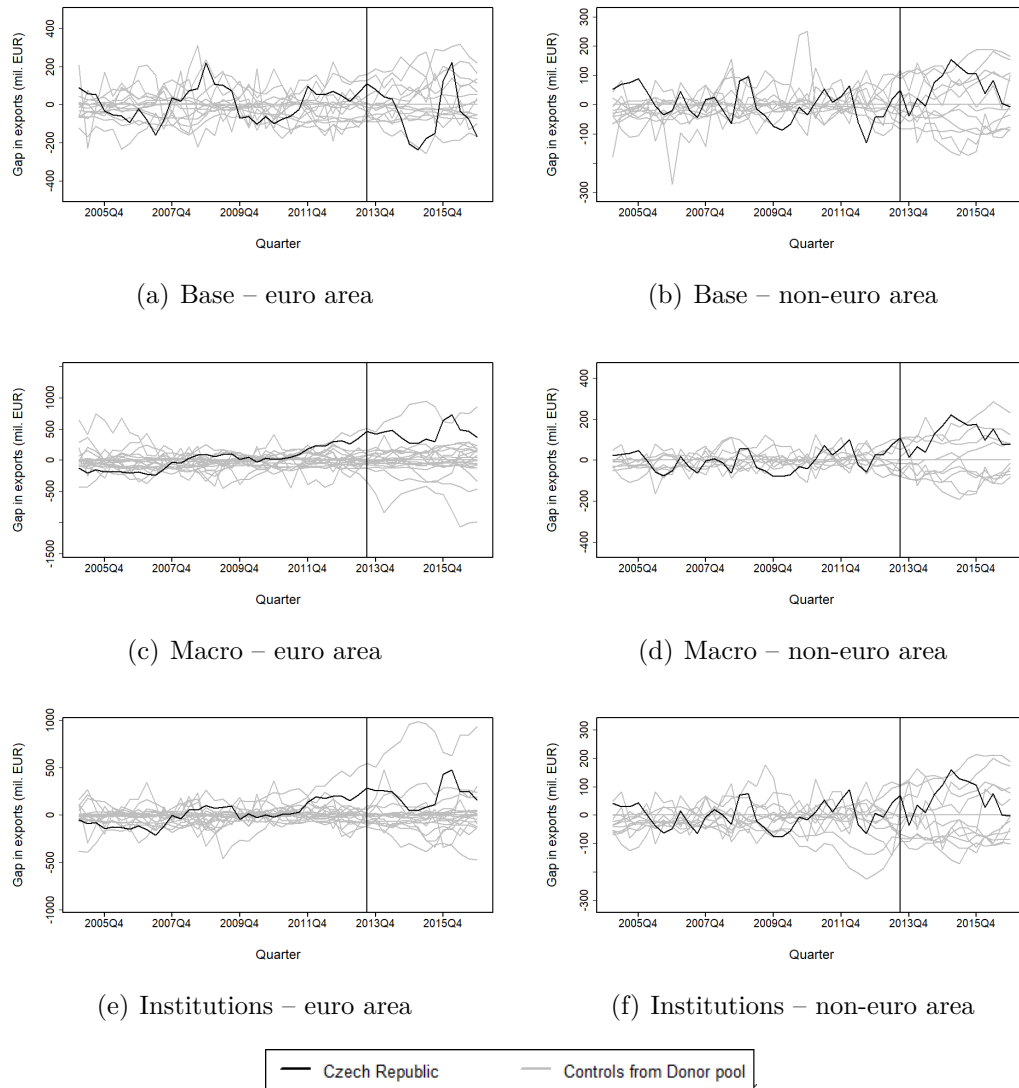 Gap in exports (mil. EUR)
400
200
0
-200
-400
2005Q4 2007Q4 2009Q4 2011Q4 2013Q4 2015Q4
Quarter
(a) Base – euro area
Gap in exports (mil. EUR)
300
100
0
-100
-300
2005Q4 2007Q4 2009Q4 2011Q4 2013Q4 2015Q4
Quarter
(b) Base – non-euro area
Gap in exports (mil. EUR)
1000
500
0
-500
-1500
2005Q4 2007Q4 2009Q4 2011Q4 2013Q4 2015Q4
Quarter
(c) Macro – euro area
Gap in exports (mil. EUR)
400
200
0
-200
-400
2005Q4 2007Q4 2009Q4 2011Q4 2013Q4 2015Q4
Quarter
(d) Macro – non-euro area
Gap in exports (mil. EUR)
1000
500
0
-500
-1000
2005Q4 2007Q4 2009Q4 2011Q4 2013Q4 2015Q4
Quarter
(e) Institutions – euro area
Gap in exports (mil. EUR)
300
200
100
0
-100
-300
2005Q4 2007Q4 2009Q4 2011Q4 2013Q4 2015Q4
Quarter
(f) Institutions – non-euro area
Czech Republic Controls from Donor pool